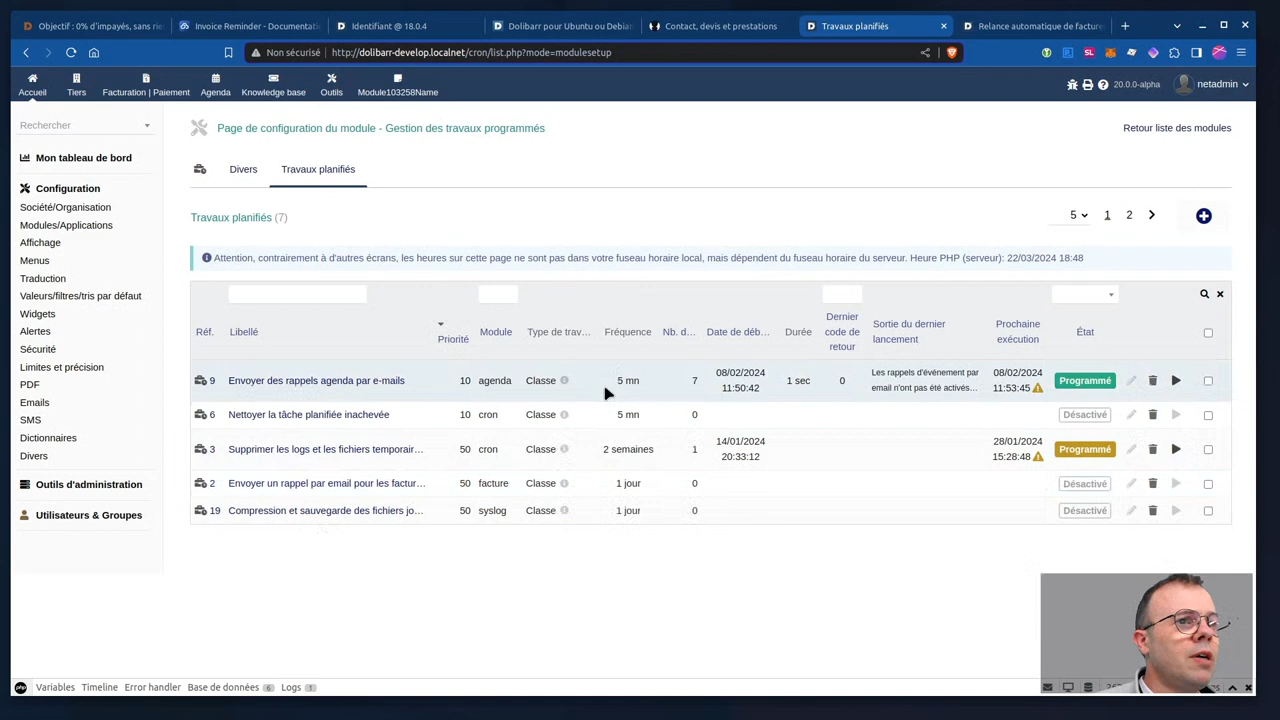 Objectif : 0% d'impayés, sans rie
Invoice Reminder - Documentati
Identifiant @ 18.0.4
Dolibarr pour Ubuntu ou Debian
Contact, devis et prestations
Travaux planifiés
Relance automatique de facture
Non sécurisé
http://dolibarr-develop.localnet/cron/list.php?mode=modulesetup
Accueil
Tiers
Facturation | Paiement
Agenda
Knowledge base
Outils
Module103258Name
20.0.0-alpha
netadmin
Rechercher
Mon tableau de bord
Configuration
Société/Organisation
Modules/Applications
Affichage
Menus
Traduction
Valeurs/filtres/tris par défaut
Widgets
Alertes
Sécurité
Limites et précision
PDF
Emails
SMS
Dictionnaires
Divers
Outils d'administration
Utilisateurs & Groupes
Page de configuration du module - Gestion des travaux programmés
Retour liste des modules
Divers
Travaux planifiés
Travaux planifiés (7)
5 1 2
Attention, contrairement à d'autres écrans, les heures sur cette page ne sont pas dans votre fuseau horaire local, mais dépendent du fuseau horaire du serveur. Heure PHP (serveur): 22/03/2024 18:48
Réf. Libellé Priorité Module Type de trav… Fréquence Nb. d… Date de déb… Durée Dernier code de retour Sortie du dernier lancement Prochaine exécution État
9 Envoyer des rappels agenda par e-mails 10 agenda Classe 5 mn 7 08/02/2024 11:50:42 1 sec 0 Les rappels d'événement par email n'ont pas été activés… 08/02/2024 11:53:45 Programmé
6 Nettoyer la tâche planifiée inachevée 10 cron Classe 5 mn 0 Désactivé
3 Supprimer les logs et les fichiers temporair… 50 cron Classe 2 semaines 1 14/01/2024 20:33:12 28/01/2024 15:28:48 Programmé
2 Envoyer un rappel par email pour les factur… 50 facture Classe 1 jour 0 Désactivé
19 Compression et sauvegarde des fichiers jo… 50 syslog Classe 1 jour 0 Désactivé
php Variables Timeline Error handler Base de données 6 Logs 1